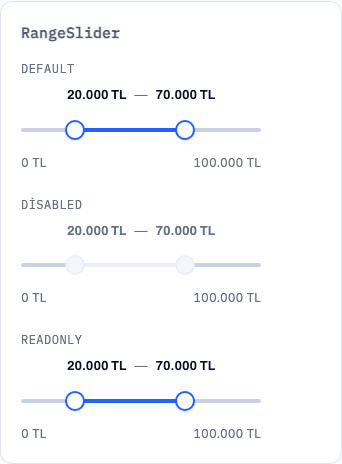 RangeSlider
DEFAULT
20.000 TL — 70.000 TL
0 TL 100.000 TL
DİSABLED
20.000 TL — 70.000 TL
0 TL 100.000 TL
READONLY
20.000 TL — 70.000 TL
0 TL 100.000 TL